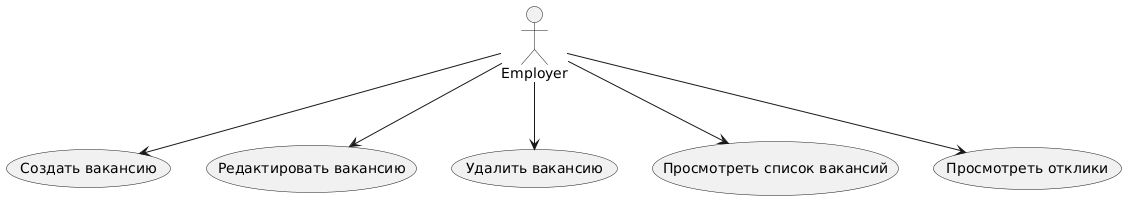 Employer
Создать вакансию
Редактировать вакансию
Удалить вакансию
Просмотреть список вакансий
Просмотреть отклики